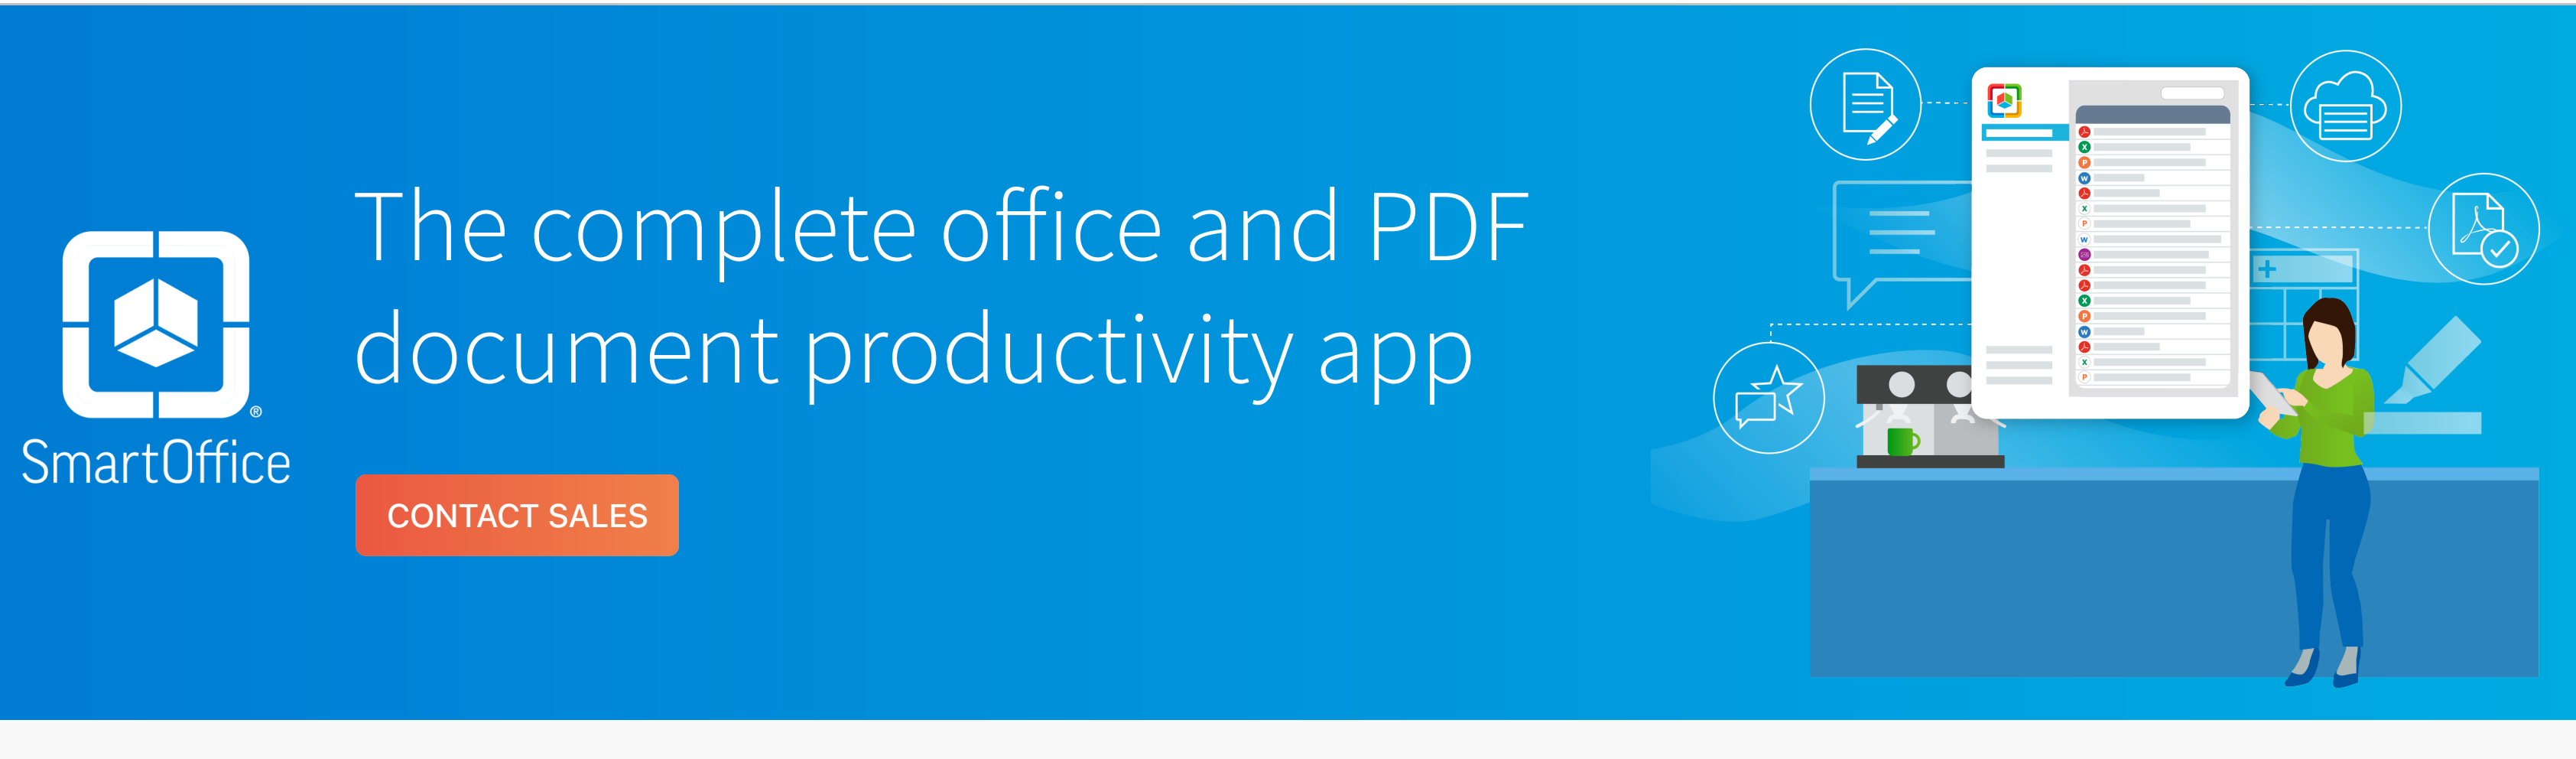 The complete office and PDF
document productivity app
®
SmartOffice
CONTACT SALES